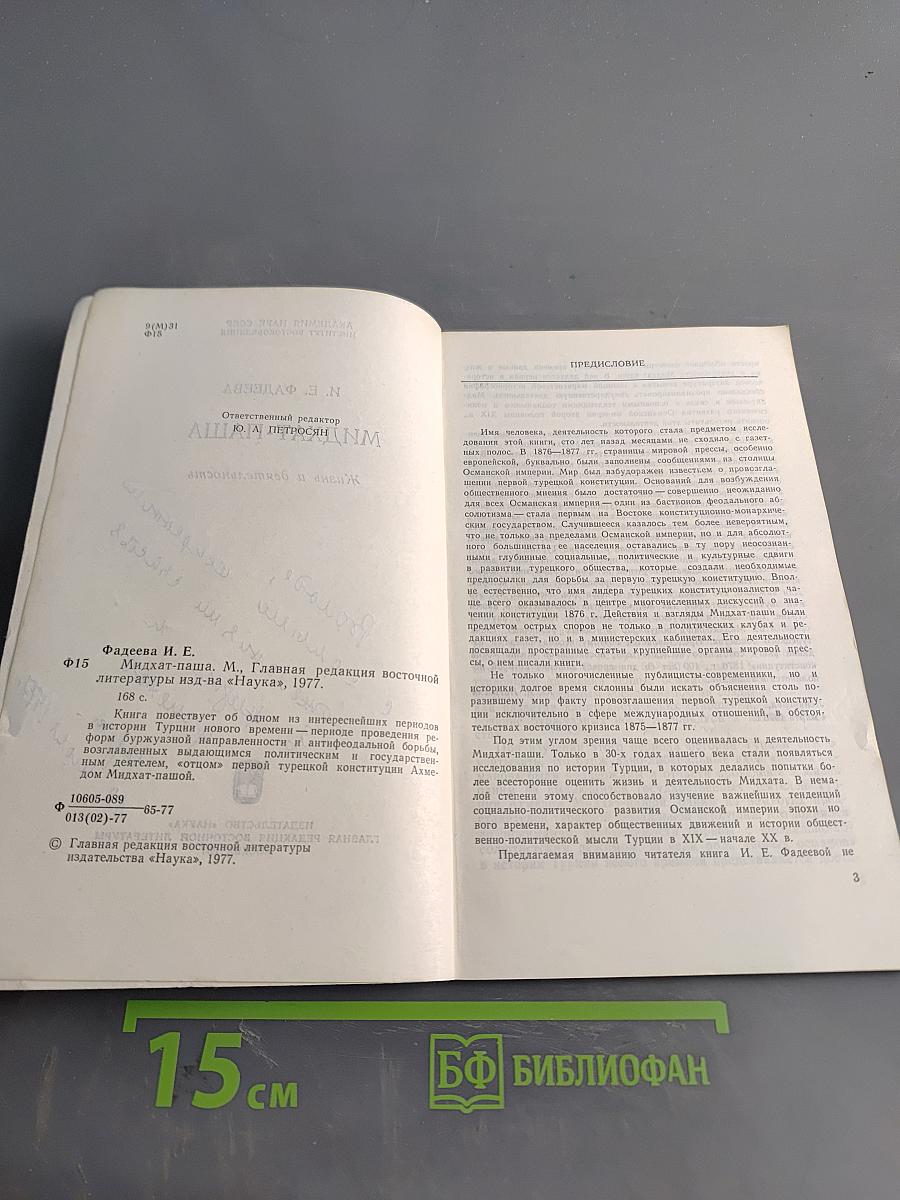 9(М)31
Ф15
Ответственный редактор
Ю. А. ПЕТРОСЯН
Фадеева И. Е.
Ф15 Мидхат-паша. М., Главная редакция восточной
литературы изд-ва «Наука», 1977.
168 с.
Книга повествует об одном из интереснейших периодов
в истории Турции нового времени — периоде проведения ре-
форм буржуазной направленности и антифеодальной борьбы,
возглавленных выдающимся политическим и государствен-
ным деятелем, «отцом» первой турецкой конституции Ахме-
дом Мидхат-пашой.
Ф 10605-089
013(02)-77 65-77
© Главная редакция восточной литературы
издательства «Наука», 1977.
ПРЕДИСЛОВИЕ
Имя человека, деятельность которого стала предметом иссле-
дования этой книги, сто лет назад месяцами не сходило с газет-
ных полос. В 1876—1877 гг. страницы мировой прессы, особенно
европейской, буквально были заполнены сообщениями из столицы
Османской империи. Мир был взбудоражен известием о провозгла-
шении первой турецкой конституции. Оснований для возбуждения
общественного мнения было достаточно — совершенно неожиданно
для всех Османская империя — один из бастионов феодального аб-
солютизма — стала первым на Востоке конституционно-монархиче-
ским государством. Случившееся казалось тем более невероятным,
что не только за пределами Османской империи, но и для абсолют-
ного большинства ее населения оставались в ту пору неосознан-
ными глубинные социальные, политические и культурные сдвиги
в развитии турецкого общества, которые создали необходимые
предпосылки для борьбы за первую турецкую конституцию. Впол-
не естественно, что имя лидера турецких конституционалистов ча-
ще всего оказывалось в центре многочисленных дискуссий о зна-
чении конституции 1876 г. Действия и взгляды Мидхат-паши были
предметом острых споров не только в политических клубах и ре-
дакциях газет, но и в министерских кабинетах. Его деятельности
посвящали пространные статьи крупнейшие органы мировой прес-
сы, о нем писали книги.
Не только многочисленные публицисты-современники, но и
историки долгое время склонны были искать объяснения столь по-
разившему мир факту провозглашения первой турецкой конститу-
ции исключительно в сфере международных отношений, в обстоя-
тельствах восточного кризиса 1875—1877 гг.
Под этим углом зрения чаще всего оценивалась и деятельность
Мидхат-паши. Только в 30-х годах нашего века стали появляться
исследования по истории Турции, в которых делались попытки бо-
лее всесторонне оценить жизнь и деятельность Мидхата. В нема-
лой степени этому способствовало изучение важнейших тенденций
социально-политического развития Османской империи эпохи но
вого времени, характер общественных движений и истории общест-
венно-политической мысли Турции в XIX — начале XX в.
Предлагаемая вниманию читателя книга И. Е. Фадеевой не
3
15 см
БФ БИБЛИОФАН